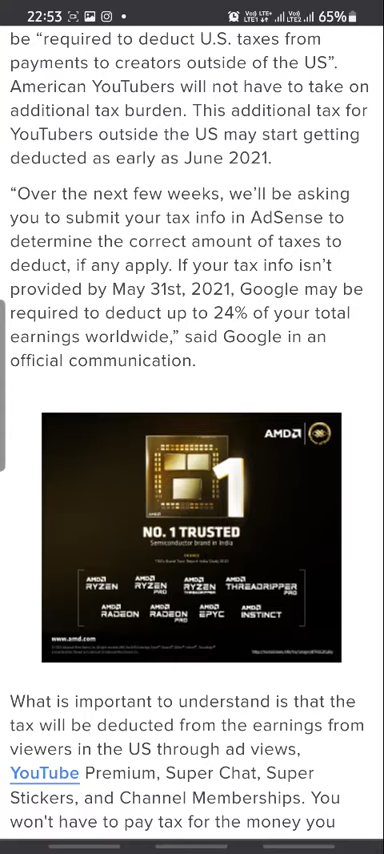 22:53
VoD LTE+ LTE1 VoD LTE2 65%
be “required to deduct U.S. taxes from
payments to creators outside of the US”.
American YouTubers will not have to take on
additional tax burden. This additional tax for
YouTubers outside the US may start getting
deducted as early as June 2021.
“Over the next few weeks, we’ll be asking
you to submit your tax info in AdSense to
determine the correct amount of taxes to
deduct, if any apply. If your tax info isn’t
provided by May 31st, 2021, Google may be
required to deduct up to 24% of your total
earnings worldwide,” said Google in an
official communication.
AMD
1
NO. 1 TRUSTED
Semiconductor brand in India
AMD RYZEN AMD RYZEN PRO AMD RYZEN THREADRIPPER AMD THREADRIPPER PRO
AMD RADEON AMD RADEON PRO AMD EPYC AMD INSTINCT
www.amd.com
What is important to understand is that the
tax will be deducted from the earnings from
viewers in the US through ad views,
YouTube Premium, Super Chat, Super
Stickers, and Channel Memberships. You
won't have to pay tax for the money you